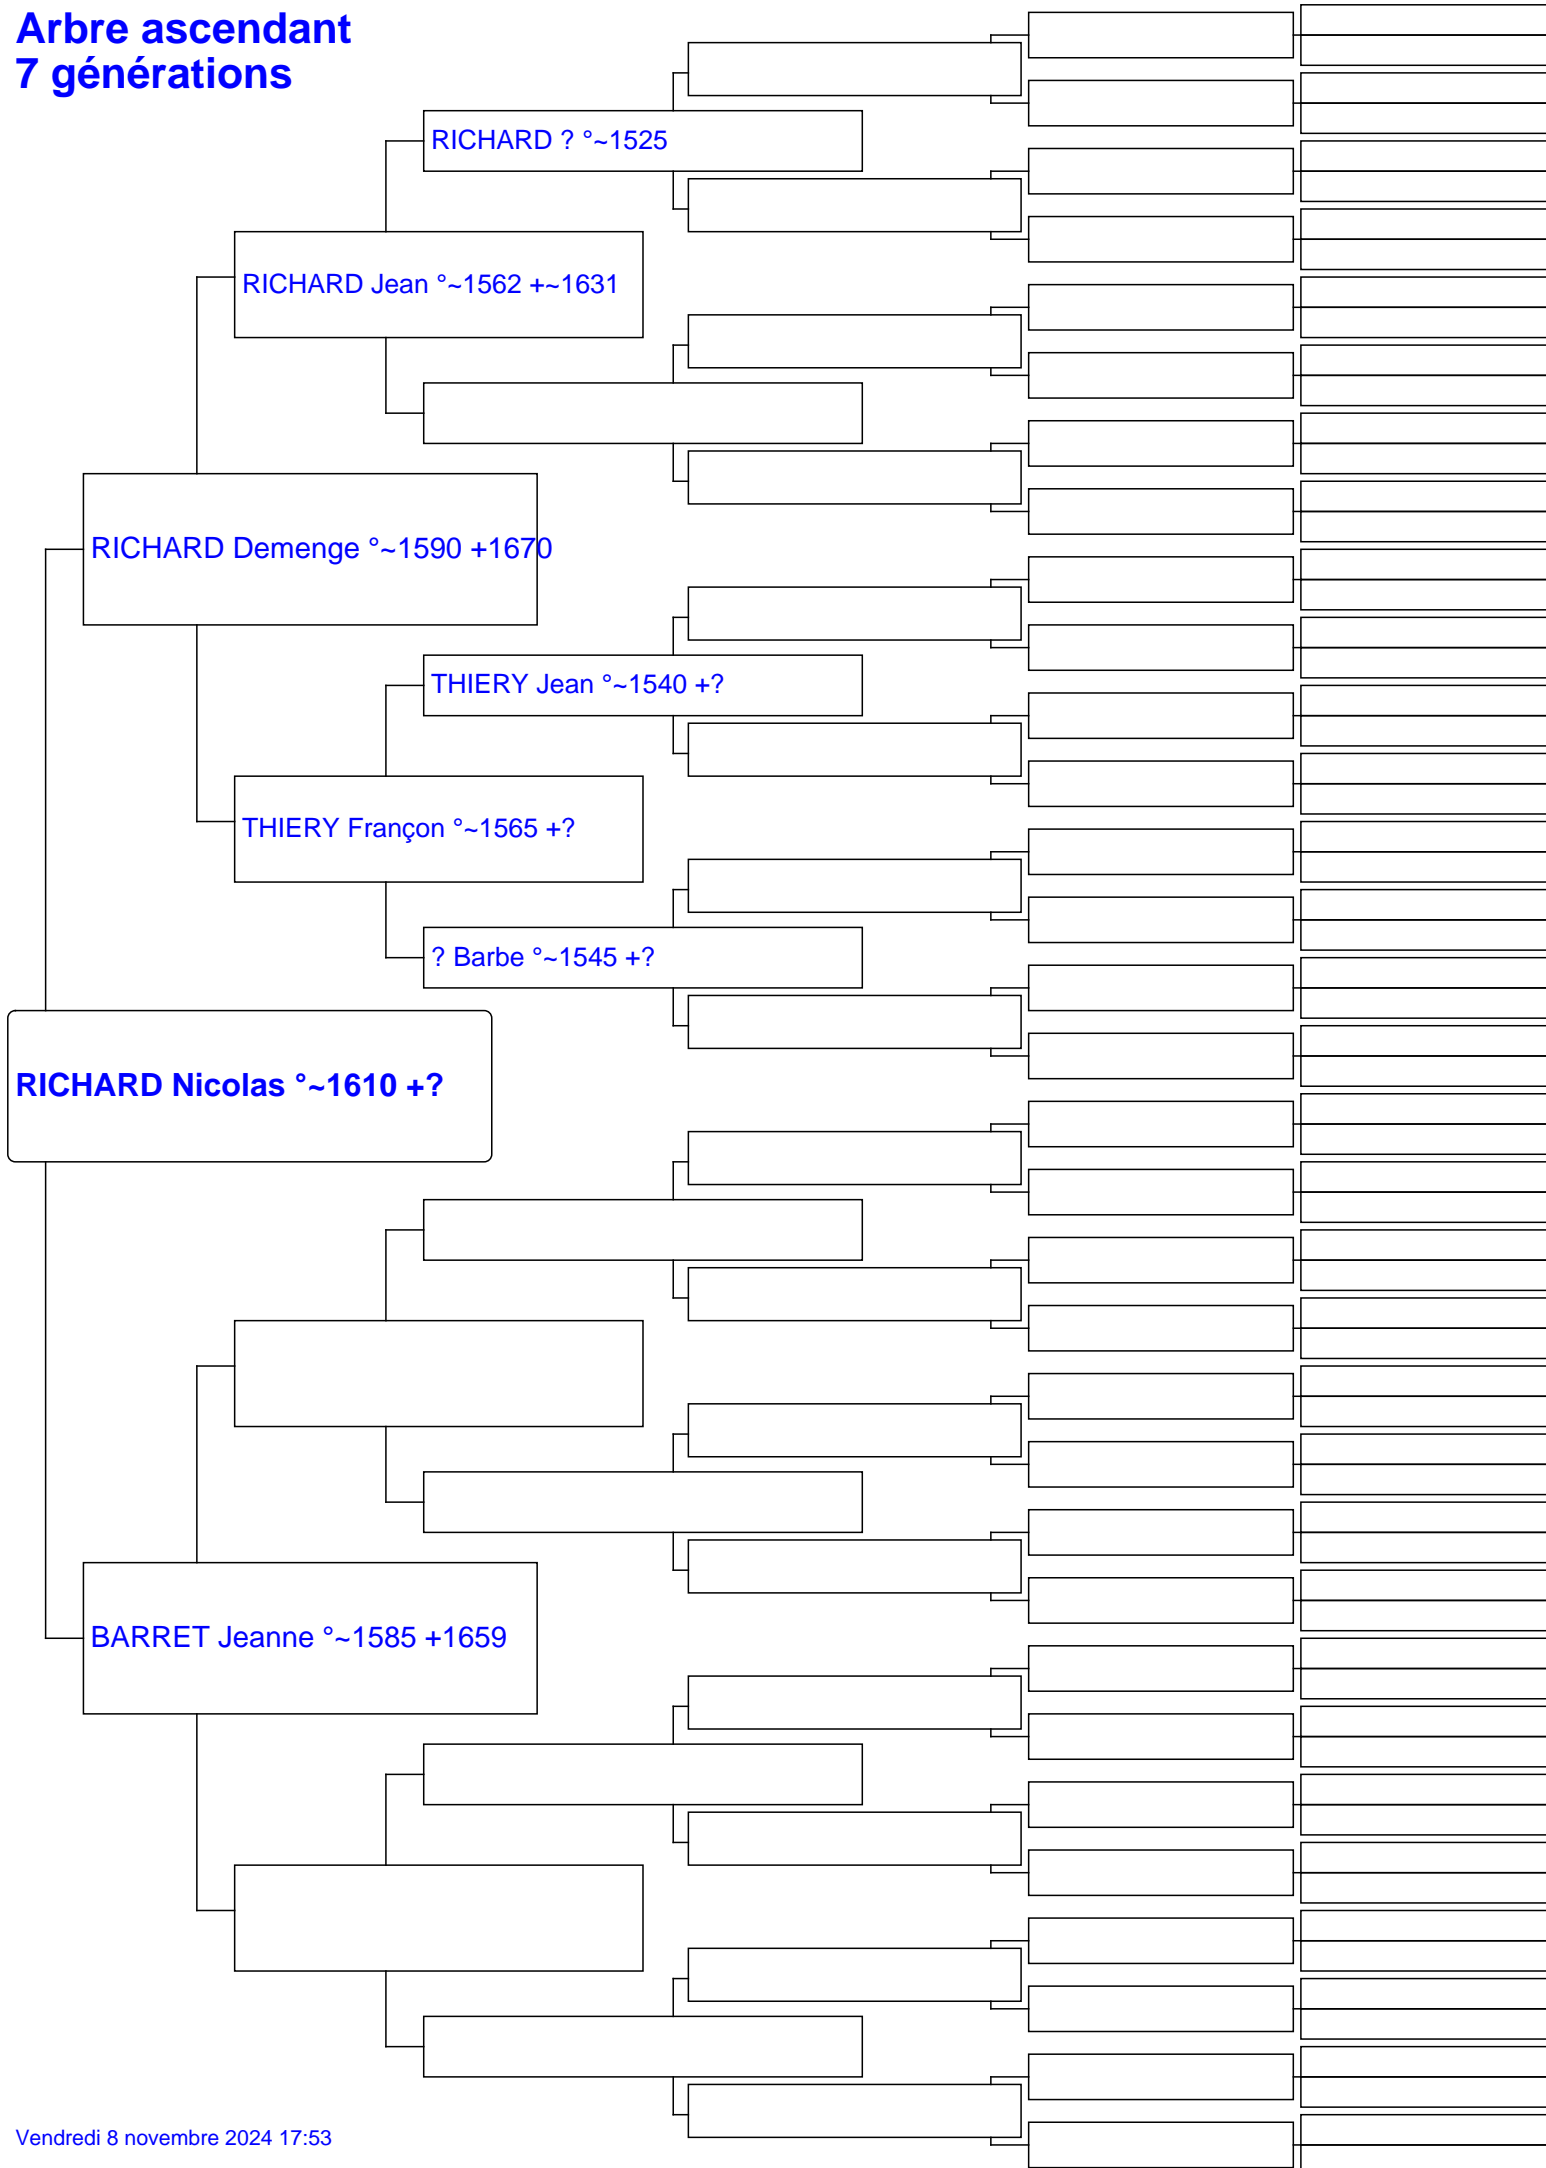 Arbre ascendant
7 générations
RICHARD ? °~1525
RICHARD Jean °~1562 +~1631
RICHARD Demenge °~1590 +1670
THIERY Jean °~1540 +?
THIERY Françon °~1565 +?
? Barbe °~1545 +?
RICHARD Nicolas °~1610 +?
BARRET Jeanne °~1585 +1659
Vendredi 8 novembre 2024 17:53